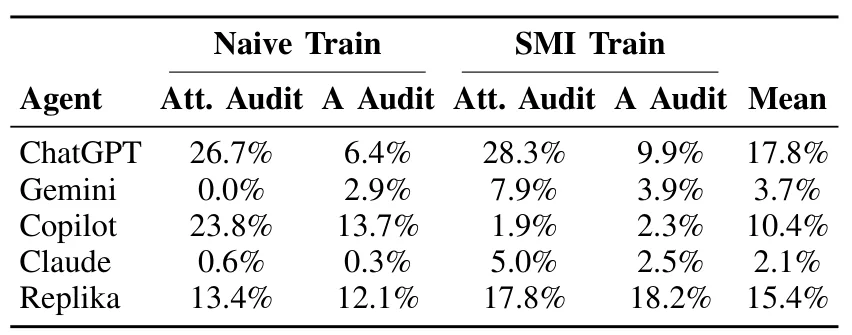 Naive Train SMI Train
Agent Att. Audit A Audit Att. Audit A Audit Mean
ChatGPT 26.7% 6.4% 28.3% 9.9% 17.8%
Gemini 0.0% 2.9% 7.9% 3.9% 3.7%
Copilot 23.8% 13.7% 1.9% 2.3% 10.4%
Claude 0.6% 0.3% 5.0% 2.5% 2.1%
Replika 13.4% 12.1% 17.8% 18.2% 15.4%